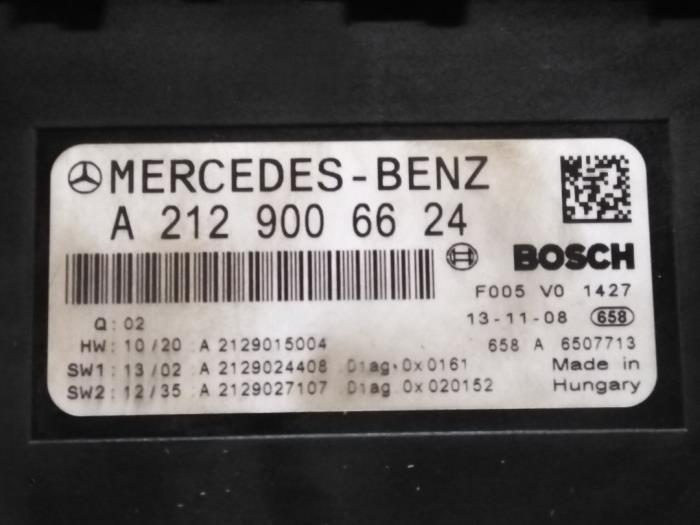 MERCEDES-BENZ
A 212 900 66 24
BOSCH
F005 V0 1427
Q: 02
13-11-08 658
HW: 10/20 A 2129015004
658 A 6507713
SW1: 13/02 A 2129024408 Diag.0x0161
Made in
SW2: 12/35 A 2129027107 Diag.0x020152
Hungary